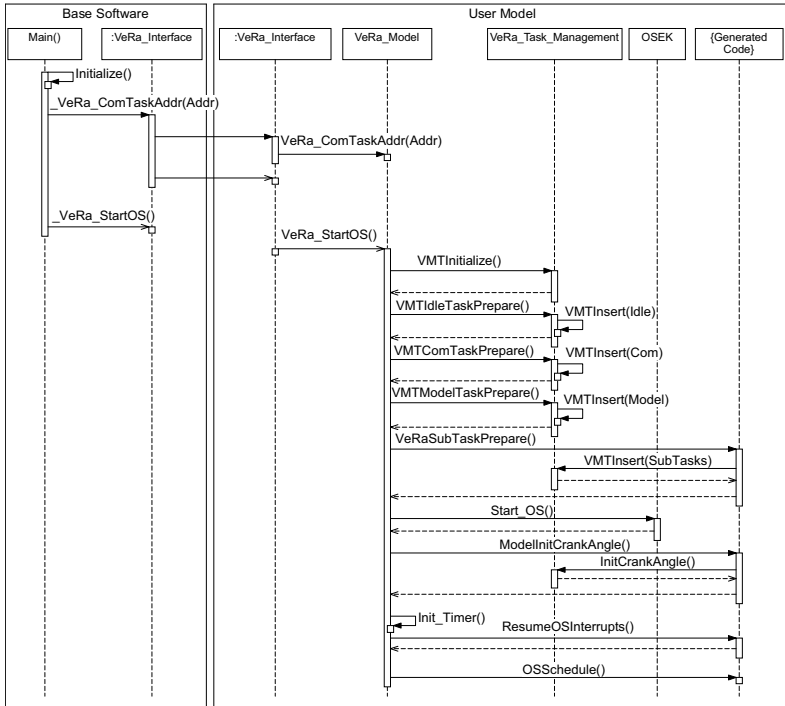 Base Software
User Model
Main()
:VeRa_Interface
:VeRa_Interface
VeRa_Model
VeRa_Task_Management
OSEK
{Generated
Code}
Initialize()
_VeRa_ComTaskAddr(Addr)
VeRa_ComTaskAddr(Addr)
_VeRa_StartOS()
VeRa_StartOS()
VMTInitialize()
VMTIdleTaskPrepare()
VMTInsert(Idle)
VMTComTaskPrepare()
VMTInsert(Com)
VMTModelTaskPrepare()
VMTInsert(Model)
VeRaSubTaskPrepare()
VMTInsert(SubTasks)
Start_OS()
ModelInitCrankAngle()
InitCrankAngle()
Init_Timer()
ResumeOSInterrupts()
OSSchedule()